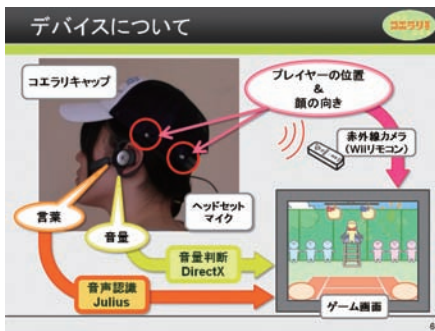 デバイスについて
コエラリ!!
コエラリキャップ
プレイヤーの位置
&
顔の向き
赤外線カメラ
(Wiiリモコン)
ヘッドセット
マイク
言葉
音量
音量判断
DirectX
音声認識
Julius
ゲーム画面
6